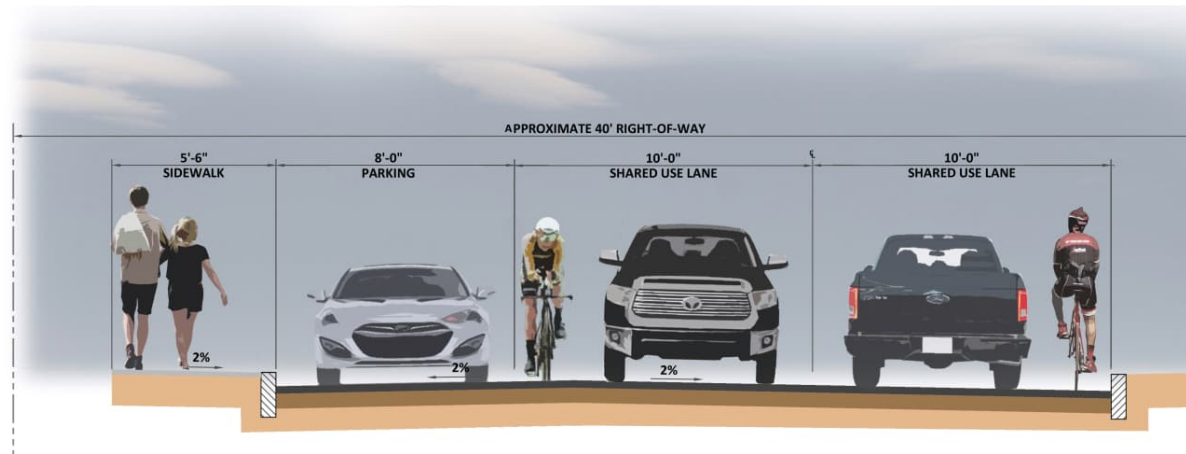 APPROXIMATE 40' RIGHT-OF-WAY
5'-6"
SIDEWALK
8'-0"
PARKING
10'-0"
SHARED USE LANE
℄
10'-0"
SHARED USE LANE
2%
2%
2%